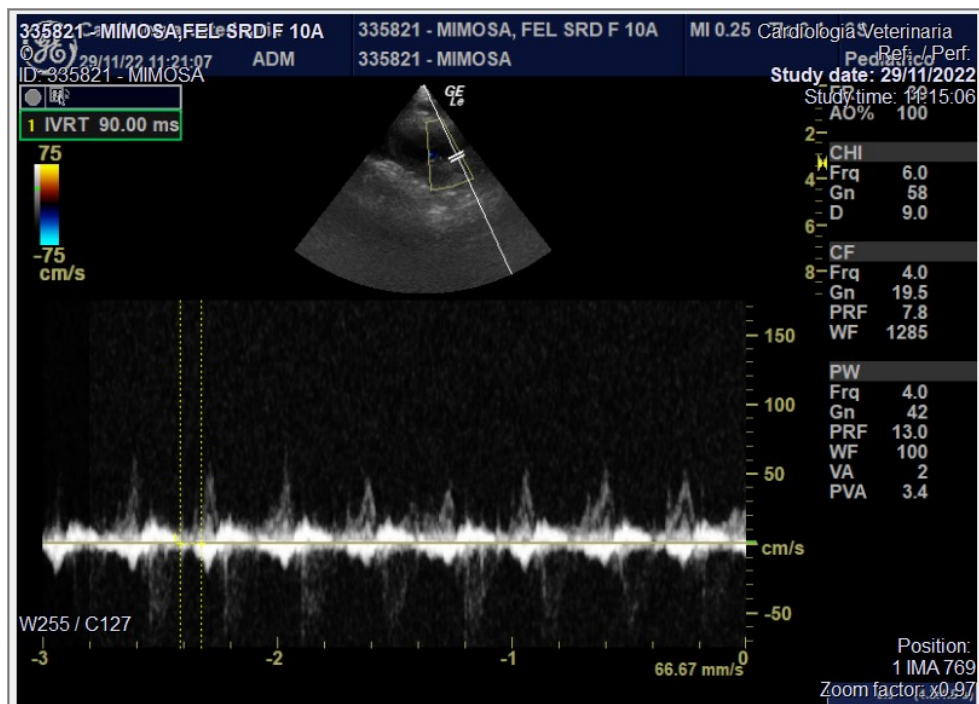 335821 - MIMOSA, FEL SRD F 10A
335821 - MIMOSA, FEL SRD F 10A
MI 0.25
Cardiologia Veterinaria
Ref.: / Perf:
29/11/22 11:21:07
ADM
335821 - MIMOSA
Pediatrico
ID: 335821 - MIMOSA
Study date: 29/11/2022
Study time: 11:15:06
1 IVRT 90.00 ms
GE
Le
AO% 100
CHI
Frq 6.0
Gn 58
D 9.0
CF
Frq 4.0
Gn 19.5
PRF 7.8
WF 1285
PW
Frq 4.0
Gn 42
PRF 13.0
WF 100
VA 2
PVA 3.4
75
-75
cm/s
2
4
6
8
150
100
50
cm/s
-50
W255 / C127
-3
-2
-1
0
66.67 mm/s
Position:
1 IMA 769
Zoom factor: x0.97